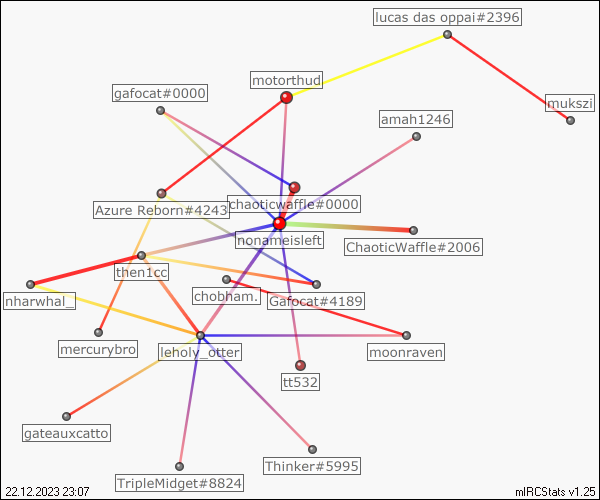 lucas das oppai#2396
motorthud
gafocat#0000
mukszi
amah1246
chaoticwaffle#0000
Azure Reborn#4243
nonameisleft
ChaoticWaffle#2006
then1cc
nharwhal_
chobham.
Gafocat#4189
mercurybro
leholy_otter
moonraven
tt532
gateauxcatto
Thinker#5995
TripleMidget#8824
22.12.2023 23:07
mIRCStats v1.25